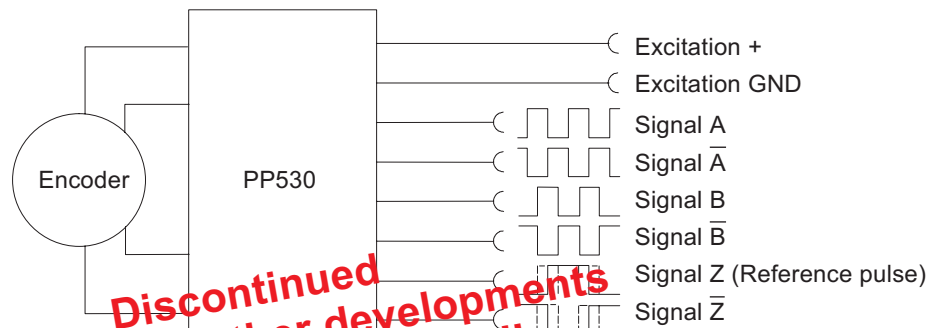 Excitation +
Excitation GND
Signal A
Signal A̅
Encoder
PP530
Signal B
Signal B̅
Signal Z (Reference pulse)
Signal Z̅
Discontinued
developments